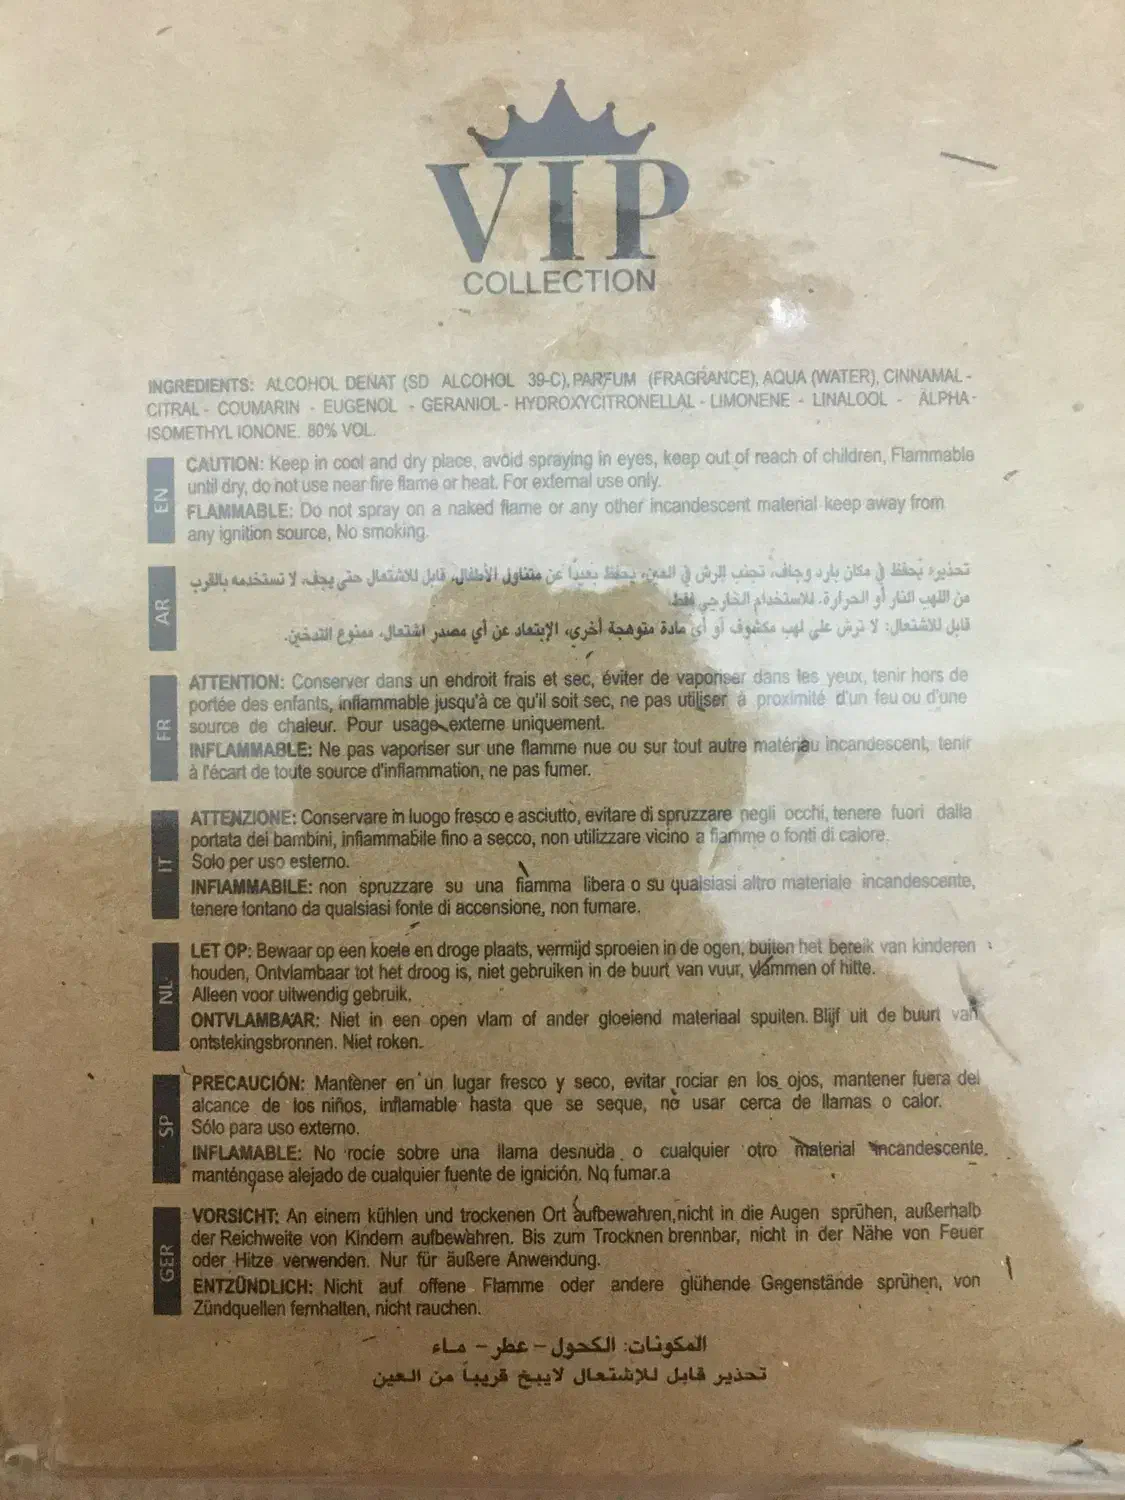 VIP
COLLECTION
INGREDIENTS: ALCOHOL DENAT (SD ALCOHOL 39-C), PARFUM (FRAGRANCE), AQUA (WATER), CINNAMAL -
CITRAL - COUMARIN - EUGENOL - GERANIOL - HYDROXYCITRONELLAL - LIMONENE - LINALOOL - ALPHA-
ISOMETHYL IONONE. 80% VOL.
EN
CAUTION: Keep in cool and dry place, avoid spraying in eyes, keep out of reach of children, Flammable
until dry, do not use near fire flame or heat. For external use only.
FLAMMABLE: Do not spray on a naked flame or any other incandescent material keep away from
any ignition source, No smoking.
AR
تحذير: يُحفظ في مكان بارد وجاف، تجنب الرش في العين، يُحفظ بعيداً عن متناول الأطفال، قابل للاشتعال حتى يجف، لا تستخدمه بالقرب
من اللهب النار أو الحرارة. للاستخدام الخارجي فقط.
قابل للاشتعال: لا ترش على لهب مكشوف أو أي مادة متوهجة أخري، الإبتعاد عن أي مصدر اشتعال، ممنوع التدخين.
FR
ATTENTION: Conserver dans un endroit frais et sec, éviter de vaporiser dans les yeux, tenir hors de
portée des enfants, inflammable jusqu'à ce qu'il soit sec, ne pas utiliser à proximité d'un feu ou d'une
source de chaleur. Pour usage externe uniquement.
INFLAMMABLE: Ne pas vaporiser sur une flamme nue ou sur tout autre matériau incandescent, tenir
à l'écart de toute source d'inflammation, ne pas fumer.
IT
ATTENZIONE: Conservare in luogo fresco e asciutto, evitare di spruzzare negli occhi, tenere fuori dalla
portata dei bambini, infiammabile fino a secco, non utilizzare vicino a fiamme o fonti di calore.
Solo per uso esterno.
INFIAMMABILE: non spruzzare su una fiamma libera o su qualsiasi altro materiale incandescente,
tenere lontano da qualsiasi fonte di accensione, non fumare.
NL
LET OP: Bewaar op een koele en droge plaats, vermijd sproeien in de ogen, buiten het bereik van kinderen
houden, Ontvlambaar tot het droog is, niet gebruiken in de buurt van vuur, vlammen of hitte.
Alleen voor uitwendig gebruik.
ONTVLAMBAAR: Niet in een open vlam of ander gloeiend materiaal spuiten. Blijf uit de buurt van
ontstekingsbronnen. Niet roken.
SP
PRECAUCIÓN: Mantener en un lugar fresco y seco, evitar rociar en los ojos, mantener fuera del
alcance de los niños, inflamable hasta que se seque, no usar cerca de llamas o calor.
Sólo para uso externo.
INFLAMABLE: No rocíe sobre una llama desnuda o cualquier otro material incandescente,
manténgase alejado de cualquier fuente de ignición. No fumar.a
GER
VORSICHT: An einem kühlen und trockenen Ort aufbewahren, nicht in die Augen sprühen, außerhalb
der Reichweite von Kindern aufbewahren. Bis zum Trocknen brennbar, nicht in der Nähe von Feuer
oder Hitze verwenden. Nur für äußere Anwendung.
ENTZÜNDLICH: Nicht auf offene Flamme oder andere glühende Gegenstände sprühen, von
Zündquellen fernhalten, nicht rauchen.
المكونات: الكحول – عطر – ماء
تحذير قابل للإشتعال لايبخ قريباً من العين